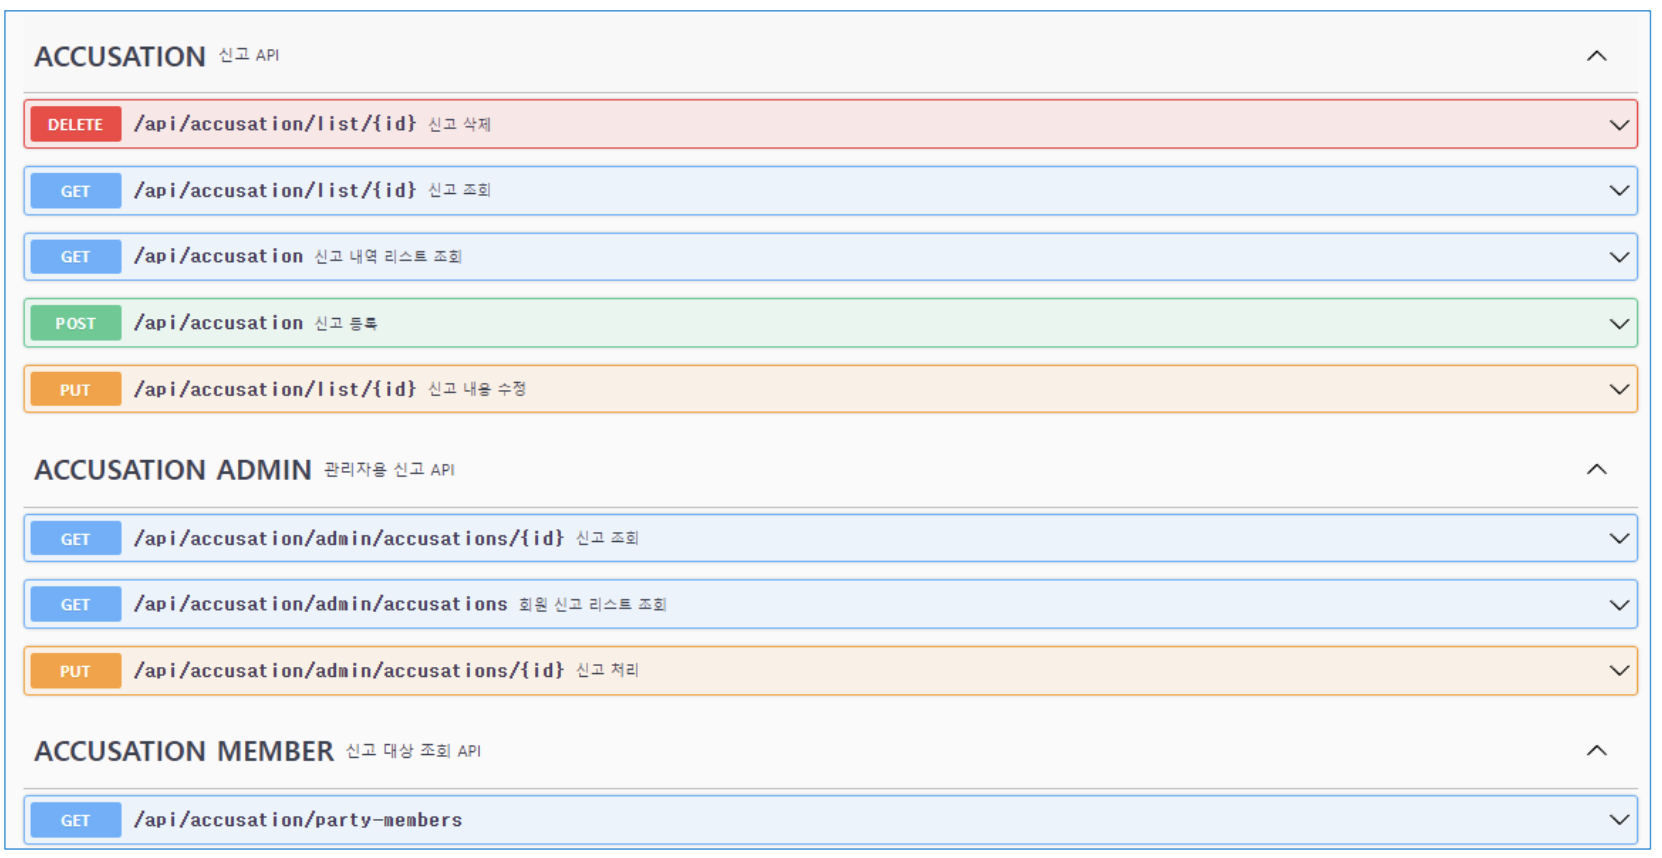 ACCUSATION 신고 API
DELETE /api/accusation/list/{id} 신고 삭제
GET /api/accusation/list/{id} 신고 조회
GET /api/accusation 신고 내역 리스트 조회
POST /api/accusation 신고 등록
PUT /api/accusation/list/{id} 신고 내용 수정
ACCUSATION ADMIN 관리자용 신고 API
GET /api/accusation/admin/accusations/{id} 신고 조회
GET /api/accusation/admin/accusations 회원 신고 리스트 조회
PUT /api/accusation/admin/accusations/{id} 신고 처리
ACCUSATION MEMBER 신고 대상 조회 API
GET /api/accusation/party-members